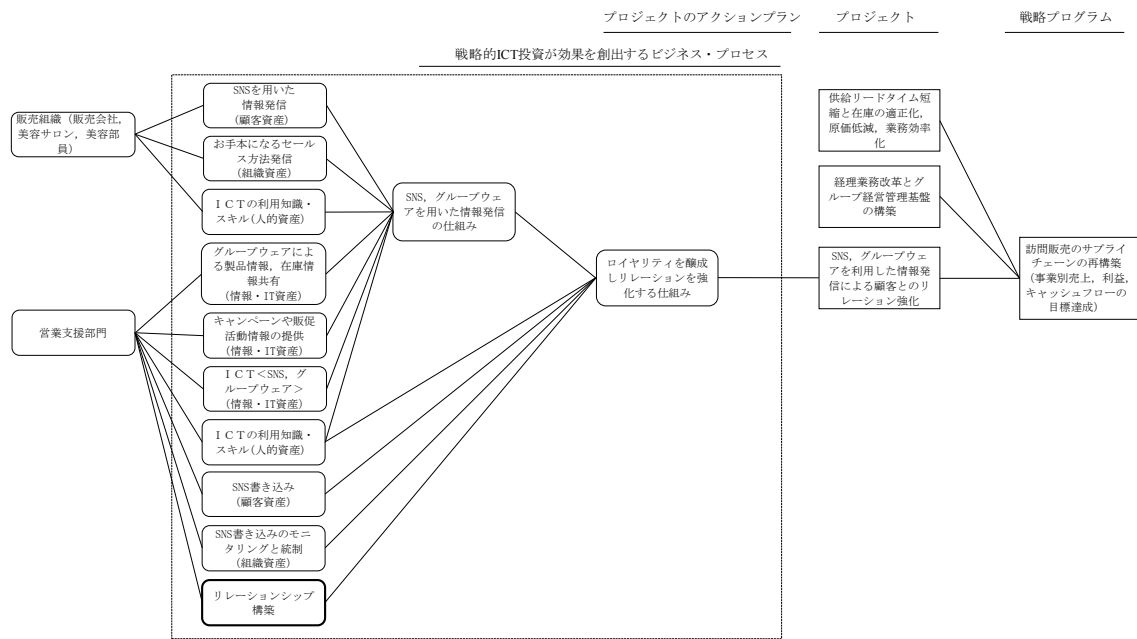 プロジェクトのアクションプラン
プロジェクト
戦略プログラム
戦略的ICT投資が効果を創出するビジネス・プロセス
販売組織（販売会社，
美容サロン，美容部
員）
営業支援部門
SNSを用いた
情報発信
(顧客資産)
お手本になるセール
ス方法発信
(組織資産)
ＩＣＴの利用知識・
スキル(人的資産)
グループウェアによ
る製品情報，在庫情
報共有
(情報・IT資産)
キャンペーンや販促
活動情報の提供
(情報・IT資産)
ＩＣＴ＜SNS，グ
ループウェア＞
(情報・IT資産)
ＩＣＴの利用知識・
スキル(人的資産)
SNS書き込み
(顧客資産)
SNS書き込みのモニ
タリングと統制
(組織資産)
リレーションシップ
構築
SNS，グループウェ
アを用いた情報発信
の仕組み
ロイヤリティを醸成
しリレーションを強
化する仕組み
供給リードタイム短
縮と在庫の適正化，
原価低減，業務効率
化
経理業務改革とグ
ループ経営管理基盤
の構築
SNS，グループウェ
アを利用した情報発
信による顧客とのリ
レーション強化
訪問販売のサプライ
チェーンの再構築
（事業別売上，利益，
キャッシュフローの
目標達成）